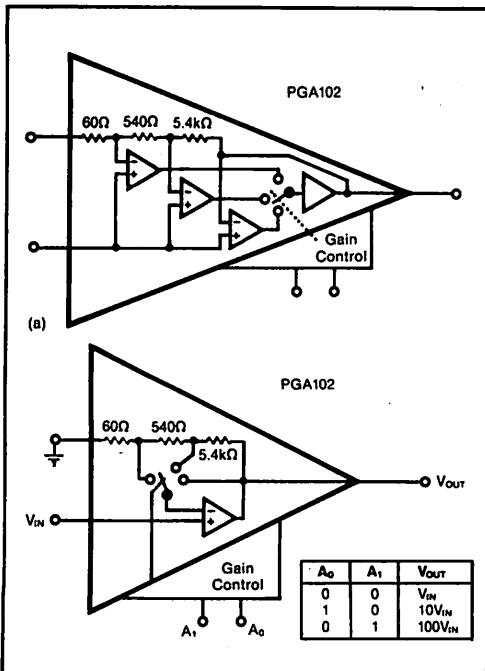 PGA102
60Ω 540Ω 5.4kΩ
Gain
Control
(a)
PGA102
60Ω 540Ω
5.4kΩ
VIN
VOUT
Gain
Control
A1 A0
A0 A1 VOUT
0 0 VIN
1 0 10VIN
0 1 100VIN